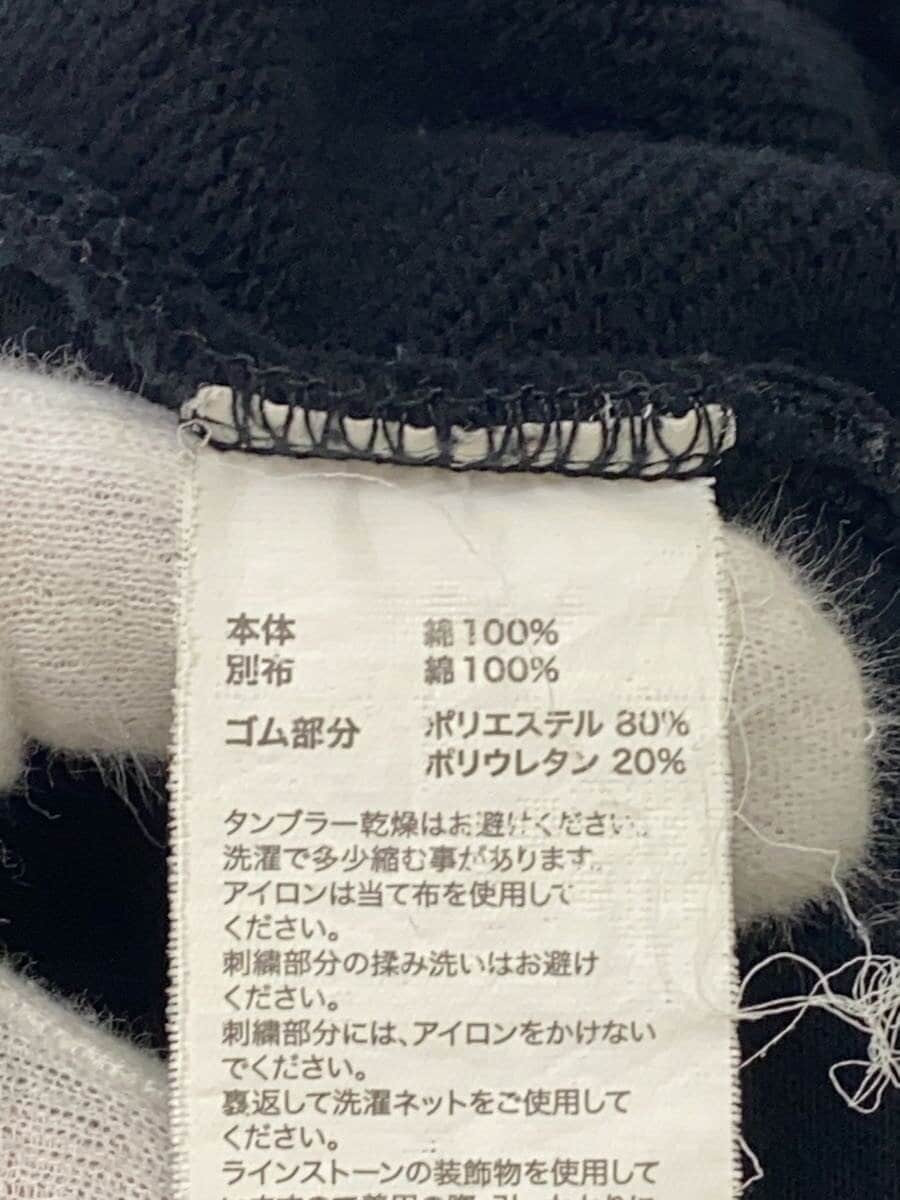 本体 綿100%
別布 綿100%
ゴム部分 ポリエステル 80%
ポリウレタン 20%
タンブラー乾燥はお避けください。
洗濯で多少縮む事があります。
アイロンは当て布を使用して
ください。
刺繍部分の揉み洗いはお避け
ください。
刺繍部分には、アイロンをかけない
でください。
裏返して洗濯ネットをご使用して
ください。
ラインストーンの装飾物を使用して